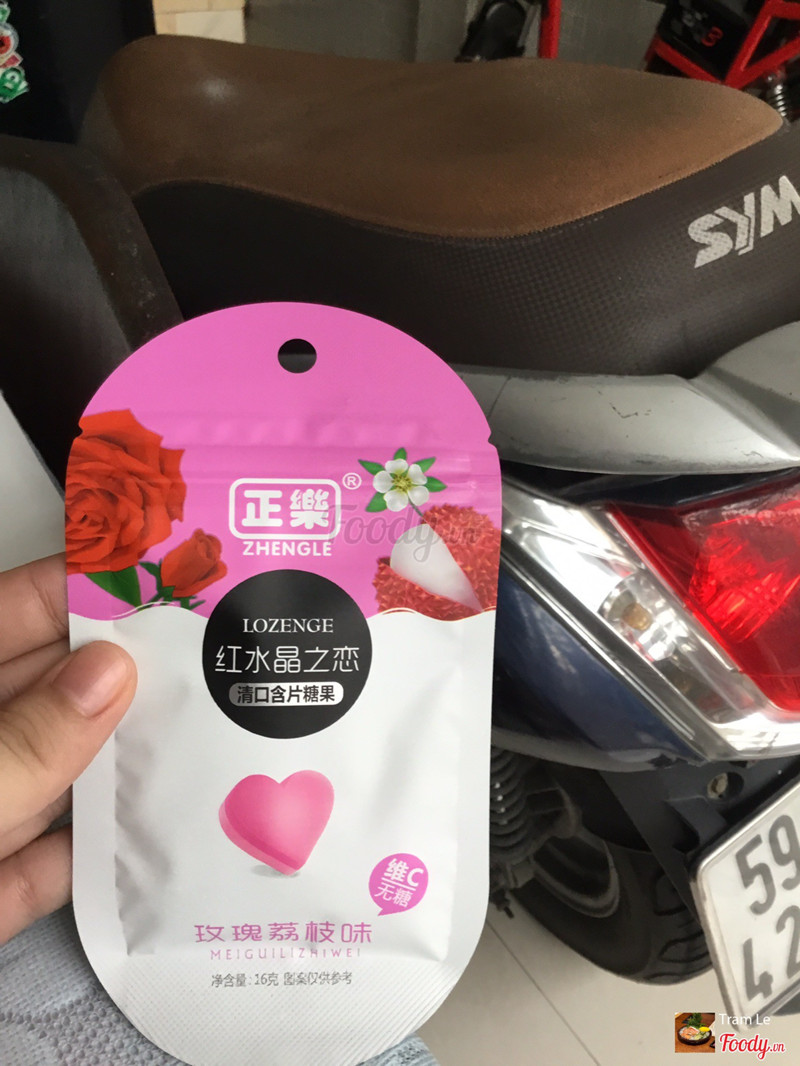 SYM
正樂®
ZHENGLE
Foody.vn
LOZENGE
红水晶之恋
清口含片糖果
维C
无糖
玫瑰荔枝味
MEIGUILIZHIWEI
净含量:16克 图案仅供参考
59
42
Tram Le
Foody.vn